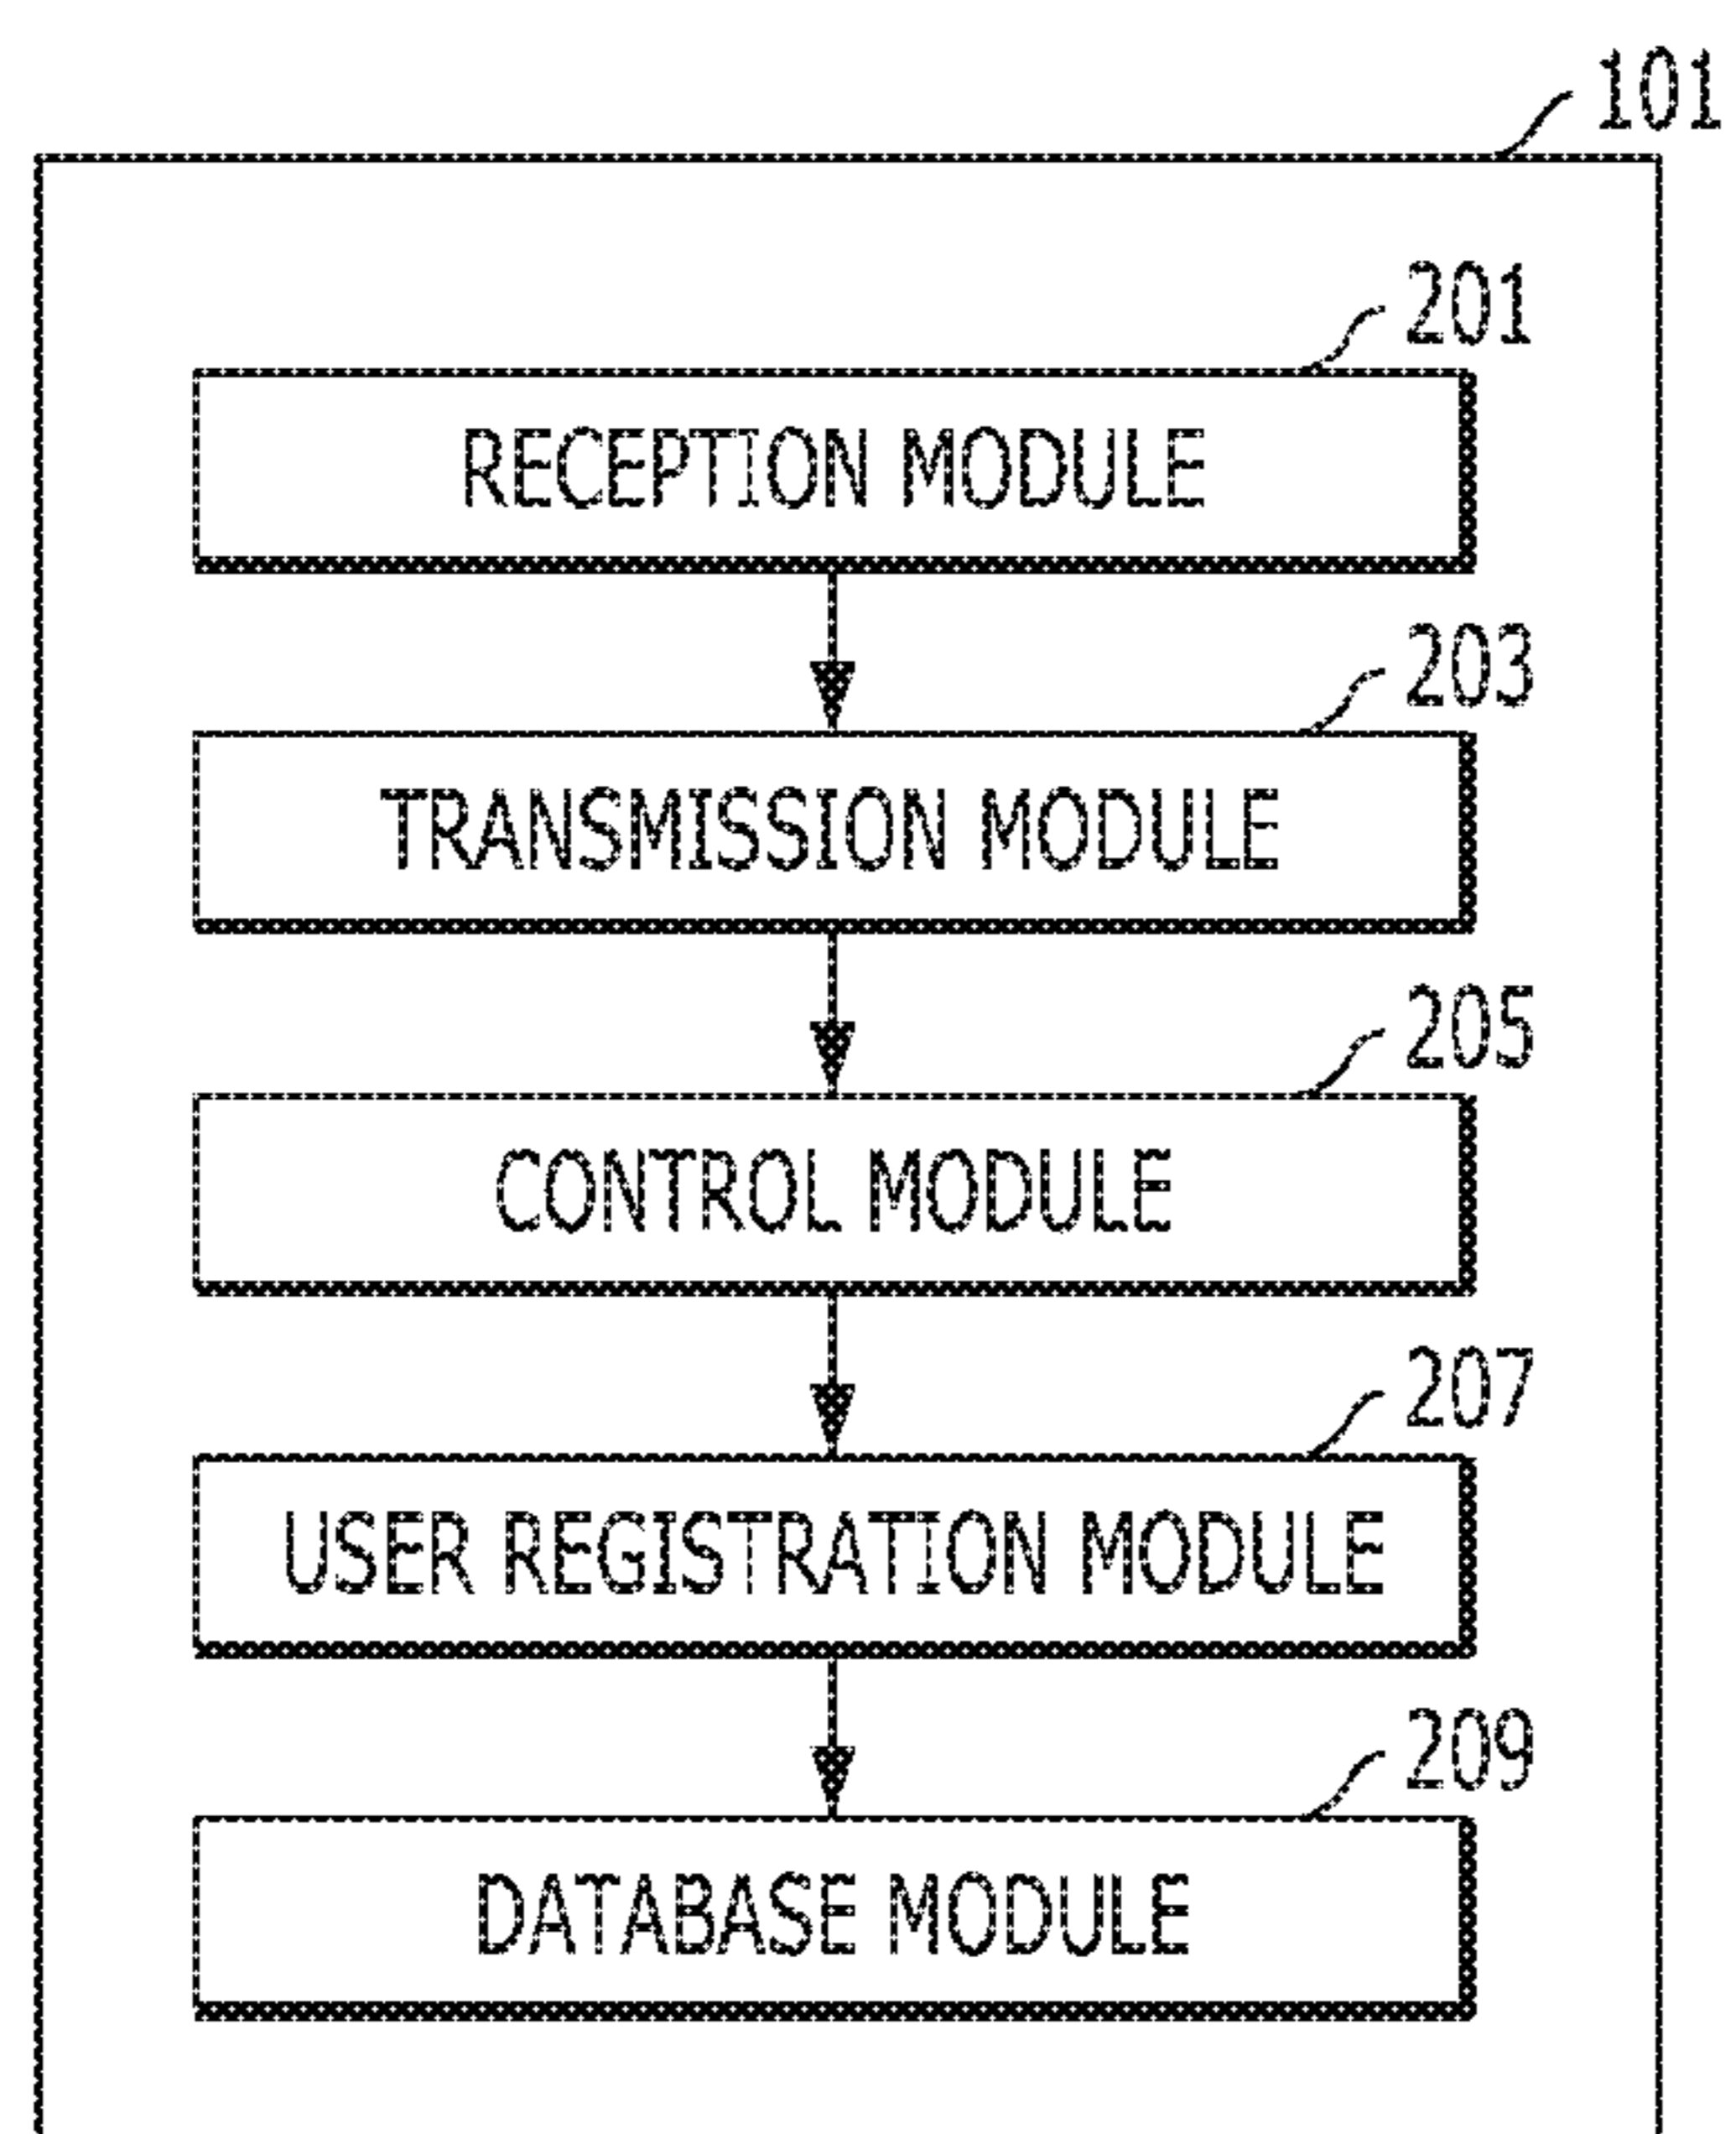 101
201
RECEPTION MODULE
203
TRANSMISSION MODULE
205
CONTROL MODULE
207
USER REGISTRATION MODULE
209
DATABASE MODULE